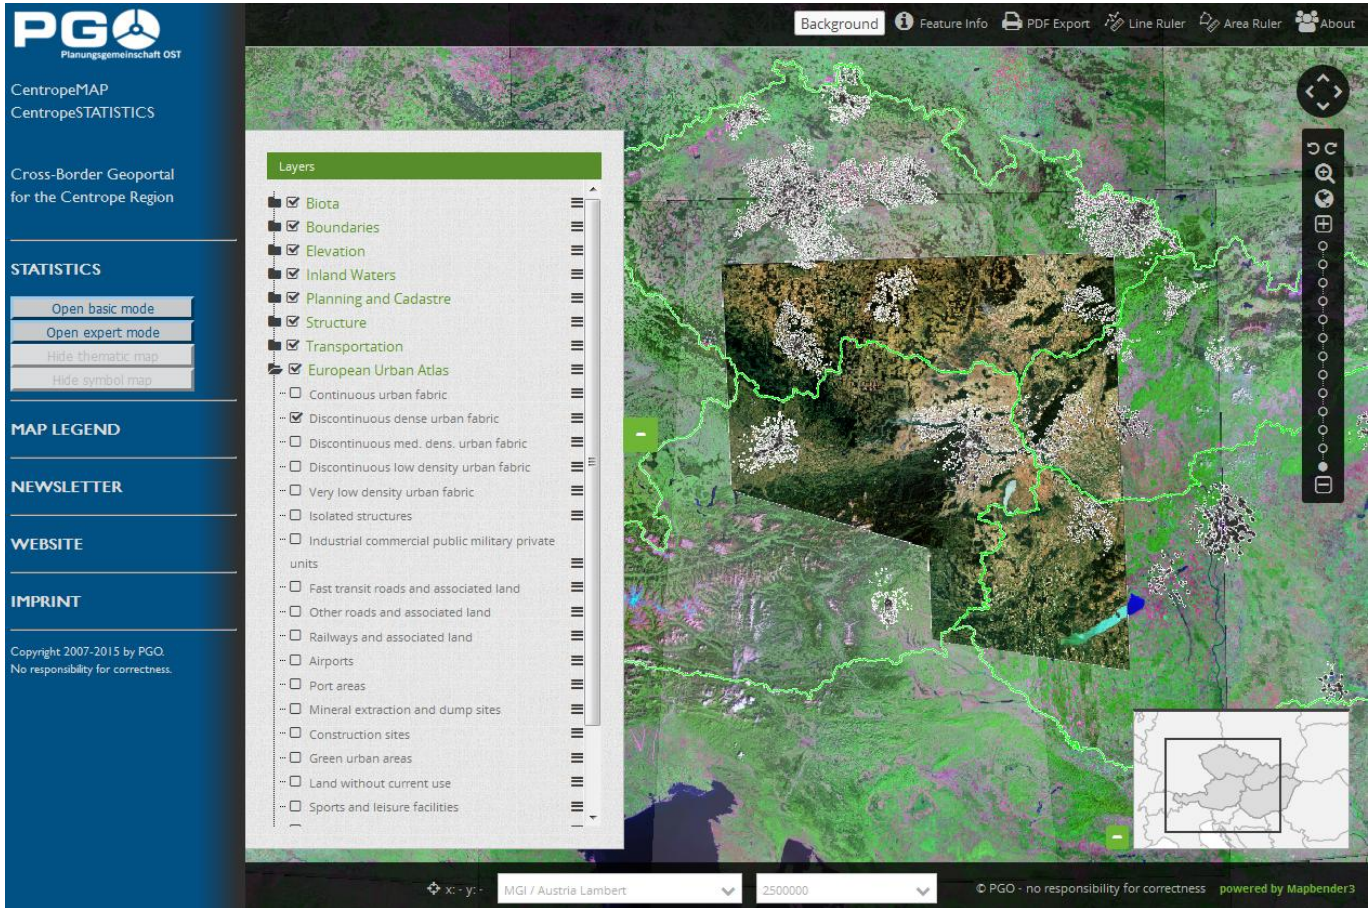 PGO
Planungsgemeinschaft OST
CentropeMAP
CentropeSTATISTICS
Cross-Border Geoportal
for the Centrope Region
STATISTICS
Open basic mode
Open expert mode
Hide thematic map
Hide symbol map
MAP LEGEND
NEWSLETTER
WEBSITE
IMPRINT
Copyright 2007-2015 by PGO.
No responsibility for correctness.
Background Feature Info PDF Export Line Ruler Area Ruler About
Layers
Biota
Boundaries
Elevation
Inland Waters
Planning and Cadastre
Structure
Transportation
European Urban Atlas
Continuous urban fabric
Discontinuous dense urban fabric
Discontinuous med. dens. urban fabric
Discontinuous low density urban fabric
Very low density urban fabric
Isolated structures
Industrial commercial public military private
units
Fast transit roads and associated land
Other roads and associated land
Railways and associated land
Airports
Port areas
Mineral extraction and dump sites
Construction sites
Green urban areas
Land without current use
Sports and leisure facilities
x: - y: - MGI / Austria Lambert 2500000 © PGO - no responsibility for correctness powered by Mapbender3